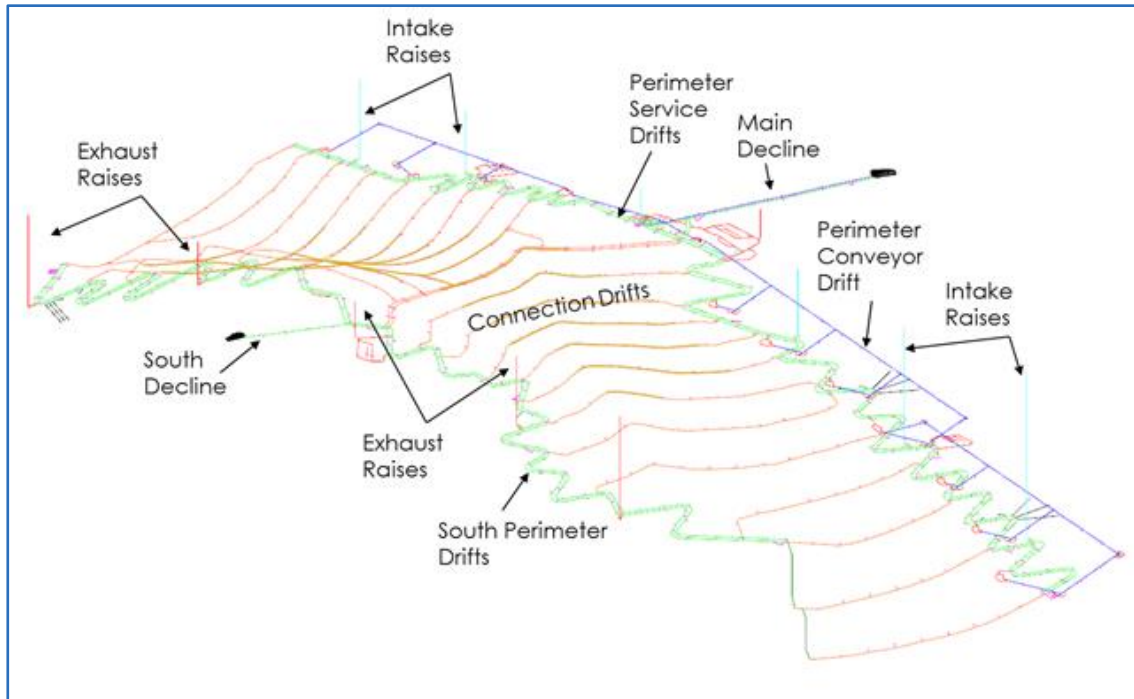 Intake
Raises
Perimeter
Service
Drifts
Main
Decline
Exhaust
Raises
Perimeter
Conveyor
Drift
Intake
Raises
Connection Drifts
South
Decline
Exhaust
Raises
South Perimeter
Drifts